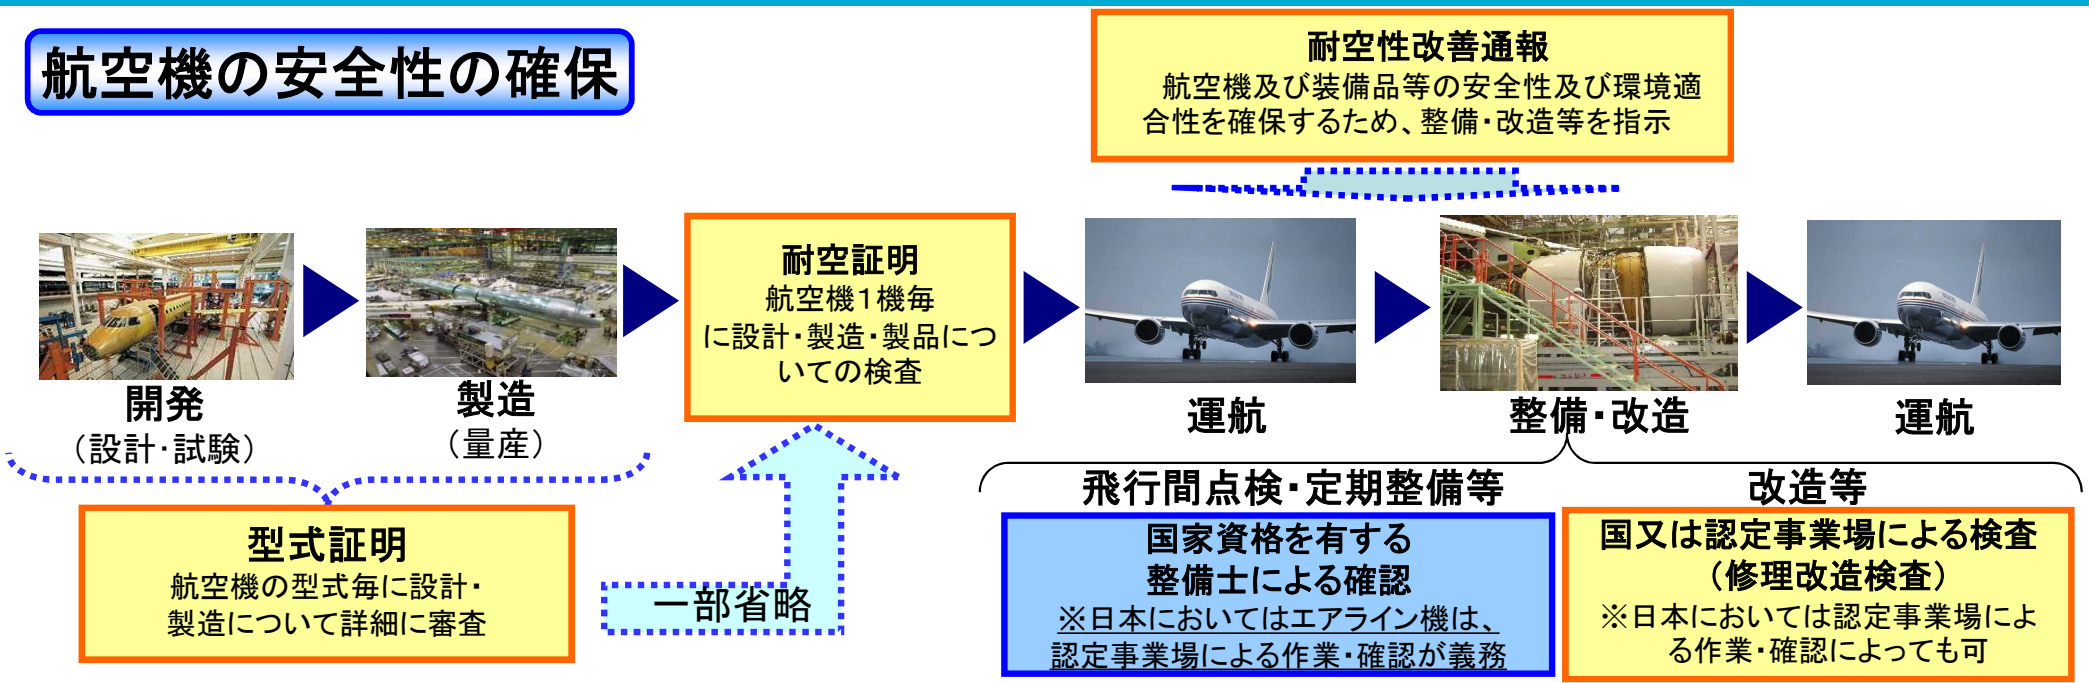 航空機の安全性の確保
耐空性改善通報
航空機及び装備品等の安全性及び環境適
合性を確保するため、整備・改造等を指示
開発
（設計・試験）
製造
（量産）
耐空証明
航空機１機毎
に設計・製造・製品につ
いての検査
運航
整備・改造
運航
型式証明
航空機の型式毎に設計・
製造について詳細に審査
一部省略
飛行間点検・定期整備等
国家資格を有する
整備士による確認
※日本においてはエアライン機は、
認定事業場による作業・確認が義務
改造等
国又は認定事業場による検査
（修理改造検査）
※日本においては認定事業場によ
る作業・確認によっても可